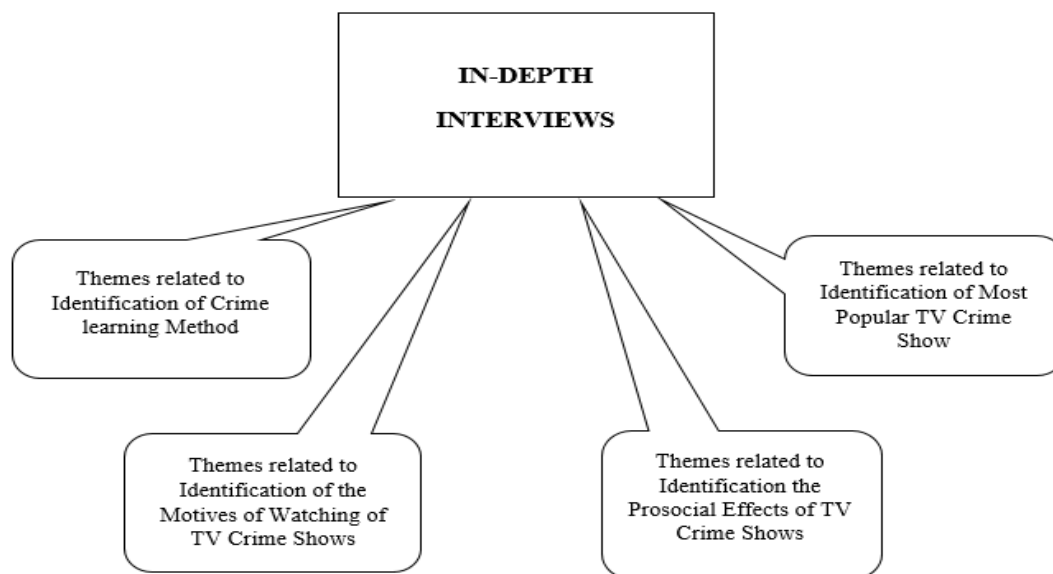 IN-DEPTH
INTERVIEWS
Themes related to
Identification of Crime
learning Method
Themes related to
Identification of Most
Popular TV Crime
Show
Themes related to
Identification of the
Motives of Watching of
TV Crime Shows
Themes related to
Identification the
Prosocial Effects of TV
Crime Shows